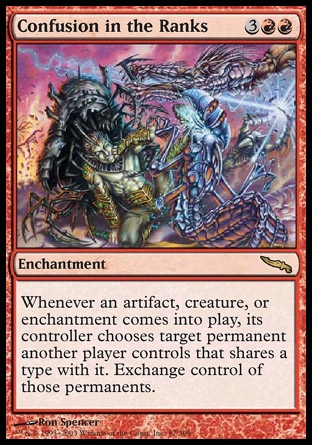 Confusion in the Ranks 3
Enchantment
Whenever an artifact, creature, or
enchantment comes into play, its
controller chooses target permanent
another player controls that shares a
type with it. Exchange control of
those permanents.
Ron Spencer